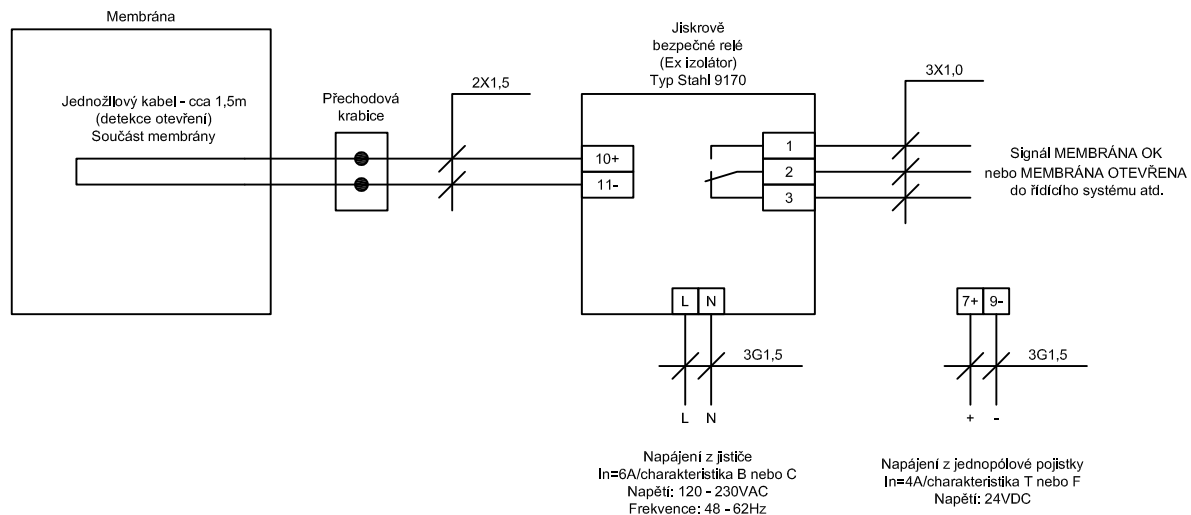 Membrána
Jednožilový kabel - cca 1,5m
(detekce otevření)
Součást membrány
Přechodová
krabice
2X1,5
Jiskrově
bezpečné relé
(Ex izolátor)
Typ Stahl 9170
10+
11-
1
2
3
3X1,0
Signál MEMBRÁNA OK
nebo MEMBRÁNA OTEVŘENA
do řídícího systému atd.
L N
3G1,5
L N
Napájení z jističe
In=6A/charakteristika B nebo C
Napětí: 120 - 230VAC
Frekvence: 48 - 62Hz
7+ 9-
3G1,5
+ -
Napájení z jednopólové pojistky
In=4A/charakteristika T nebo F
Napětí: 24VDC